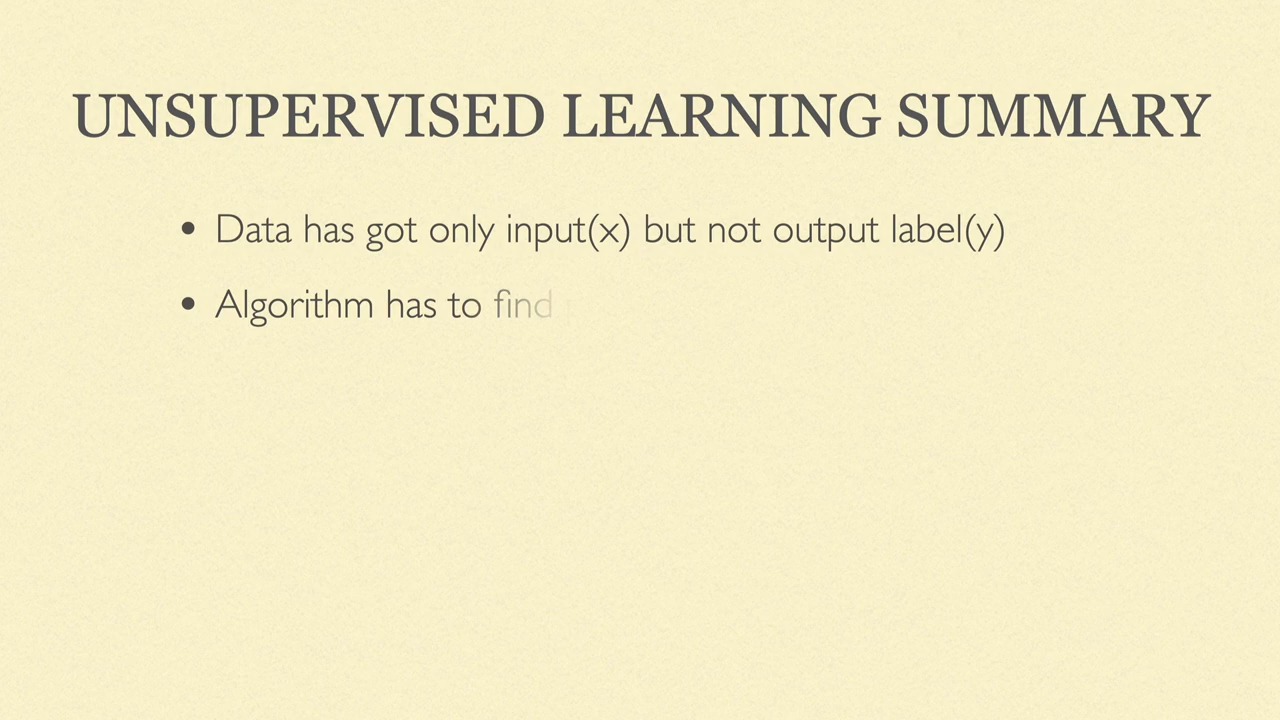 UNSUPERVISED LEARNING SUMMARY
• Data has got only input(x) but not output label(y)
• Algorithm has to find